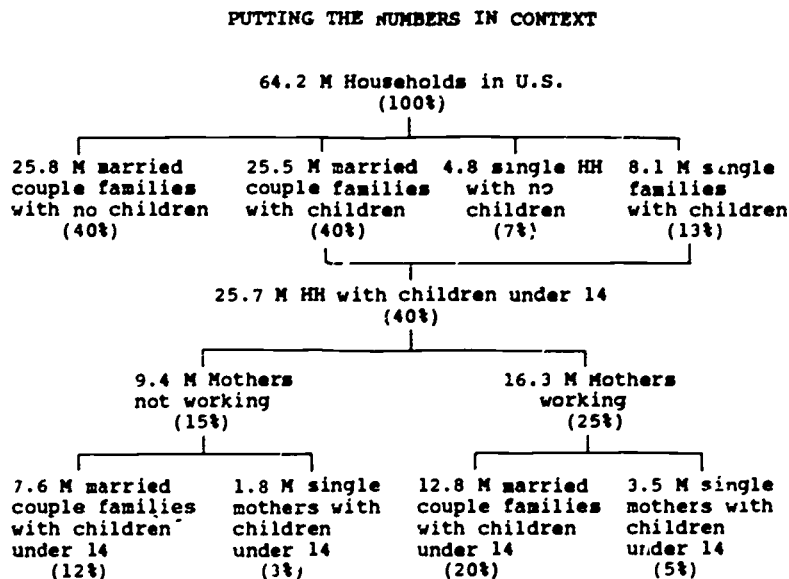 PUTTING THE NUMBERS IN CONTEXT
64.2 M Households in U.S.
(100%)
25.8 M married
couple families
with no children
(40%)
25.5 M married
couple families
with children
(40%)
4.8 single HH
with no
children
(7%)
8.1 M single
families
with children
(13%)
25.7 M HH with children under 14
(40%)
9.4 M Mothers
not working
(15%)
16.3 M Mothers
working
(25%)
7.6 M married
couple families
with children
under 14
(12%)
1.8 M single
mothers with
children
under 14
(3%)
12.8 M married
couple families
with children
under 14
(20%)
3.5 M single
mothers with
children
under 14
(5%)